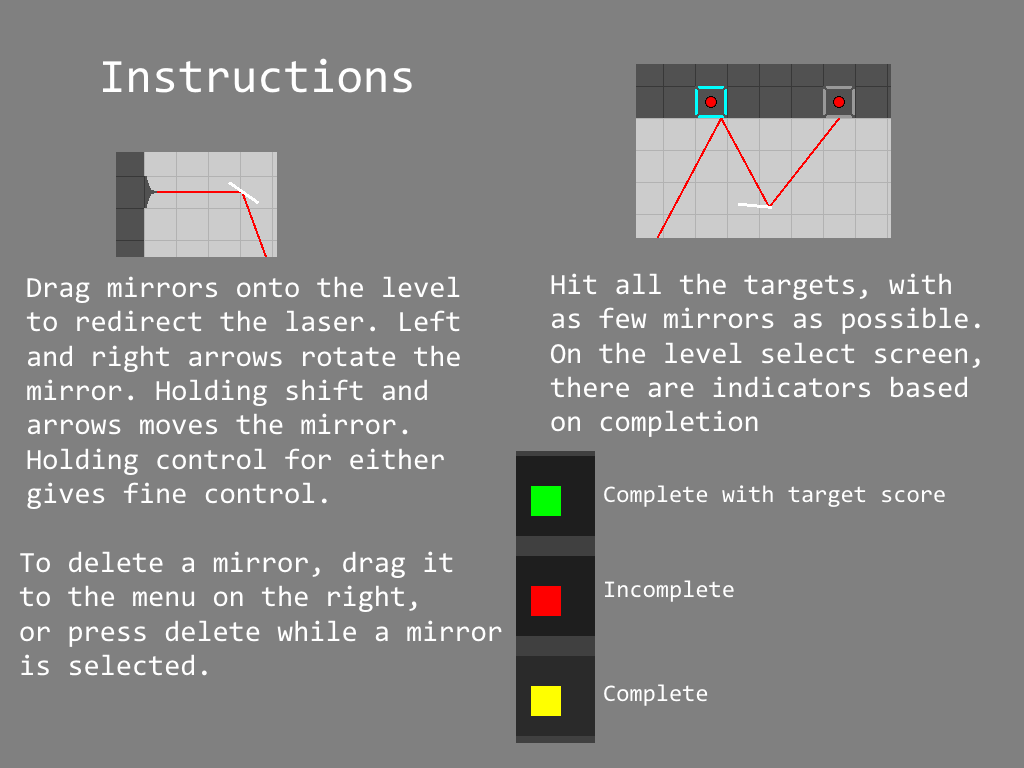 Instructions
Drag mirrors onto the level
to redirect the laser. Left
and right arrows rotate the
mirror. Holding shift and
arrows moves the mirror.
Holding control for either
gives fine control.
To delete a mirror, drag it
to the menu on the right,
or press delete while a mirror
is selected.
Hit all the targets, with
as few mirrors as possible.
On the level select screen,
there are indicators based
on completion
Complete with target score
Incomplete
Complete